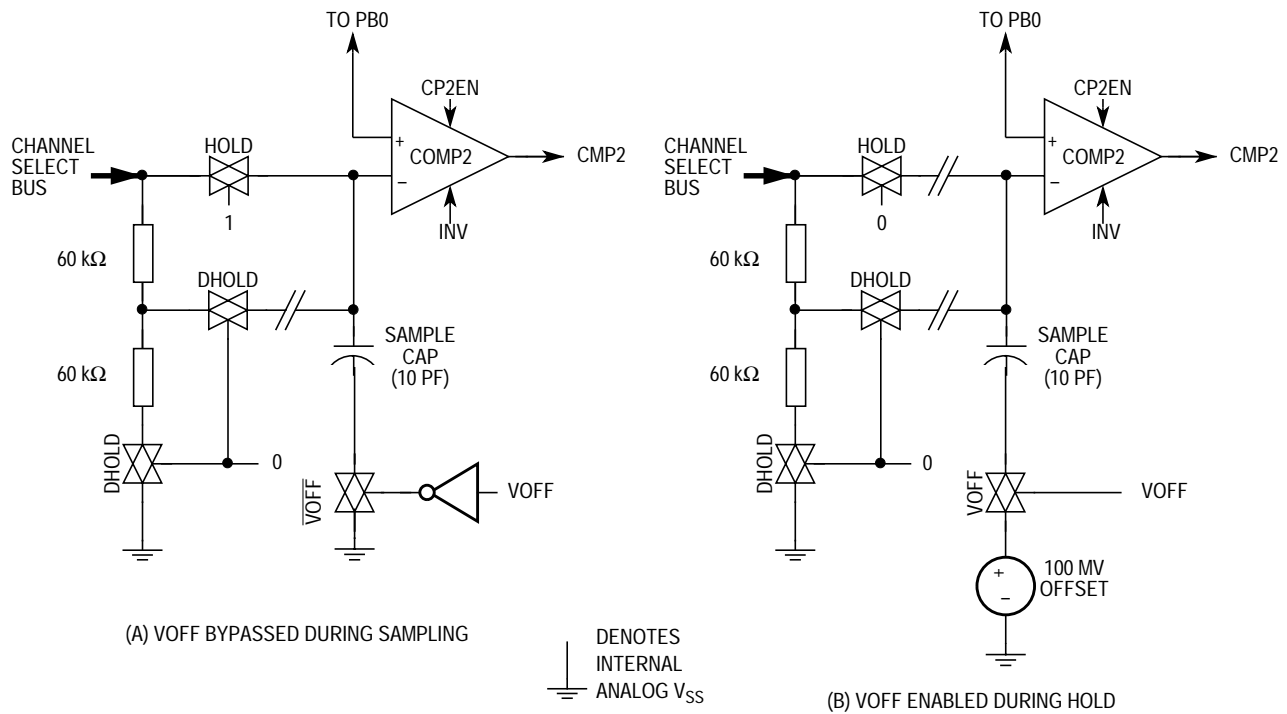 TO PB0
CP2EN
HOLD
CHANNEL
SELECT
BUS
+
COMP2
−
CMP2
1
INV
60 kΩ
DHOLD
SAMPLE
CAP
(10 PF)
60 kΩ
DHOLD
0
VOFF
VOFF
(A) VOFF BYPASSED DURING SAMPLING
TO PB0
CP2EN
HOLD
CHANNEL
SELECT
BUS
+
COMP2
−
CMP2
0
INV
60 kΩ
DHOLD
SAMPLE
CAP
(10 PF)
60 kΩ
DHOLD
0
VOFF
VOFF
+
−
100 MV
OFFSET
DENOTES
INTERNAL
ANALOG VSS
(B) VOFF ENABLED DURING HOLD